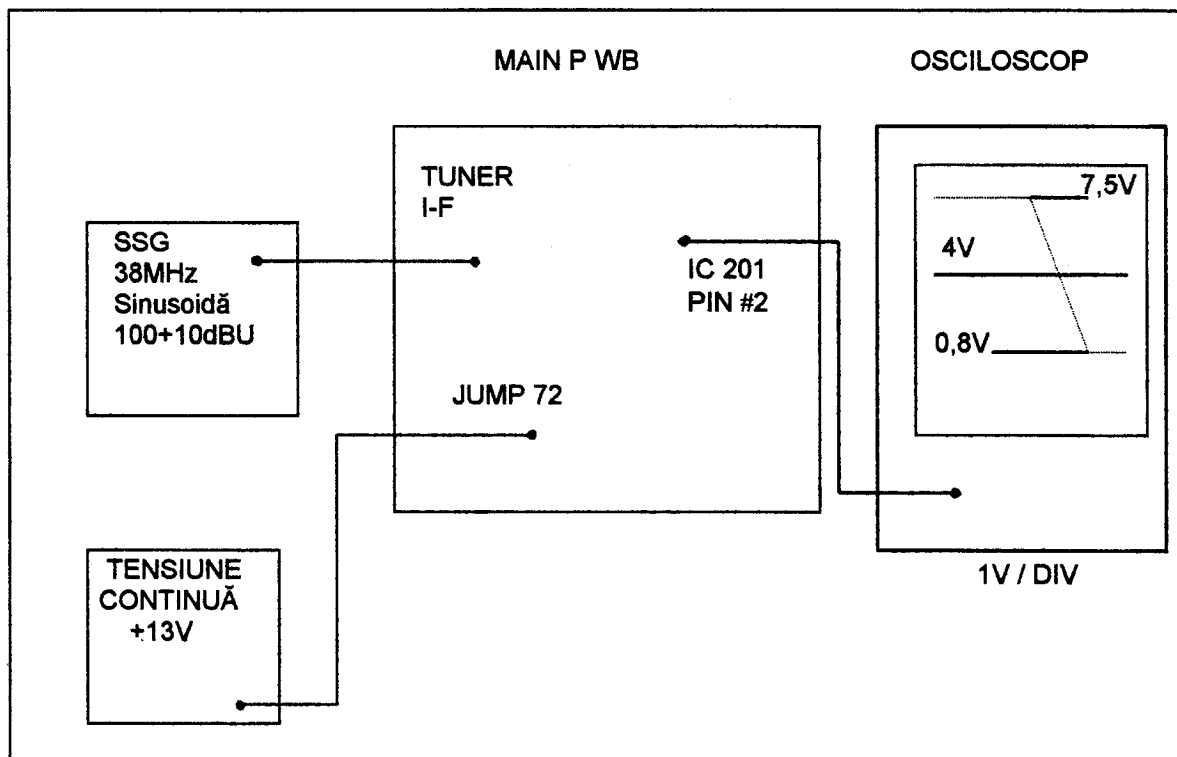 MAIN P WB
OSCILOSCOP
TUNER
I-F
SSG
38MHz
Sinusoidă
100+10dBU
IC 201
PIN #2
7,5V
4V
0,8V
JUMP 72
TENSIUNE
CONTINUĂ
+13V
1V / DIV